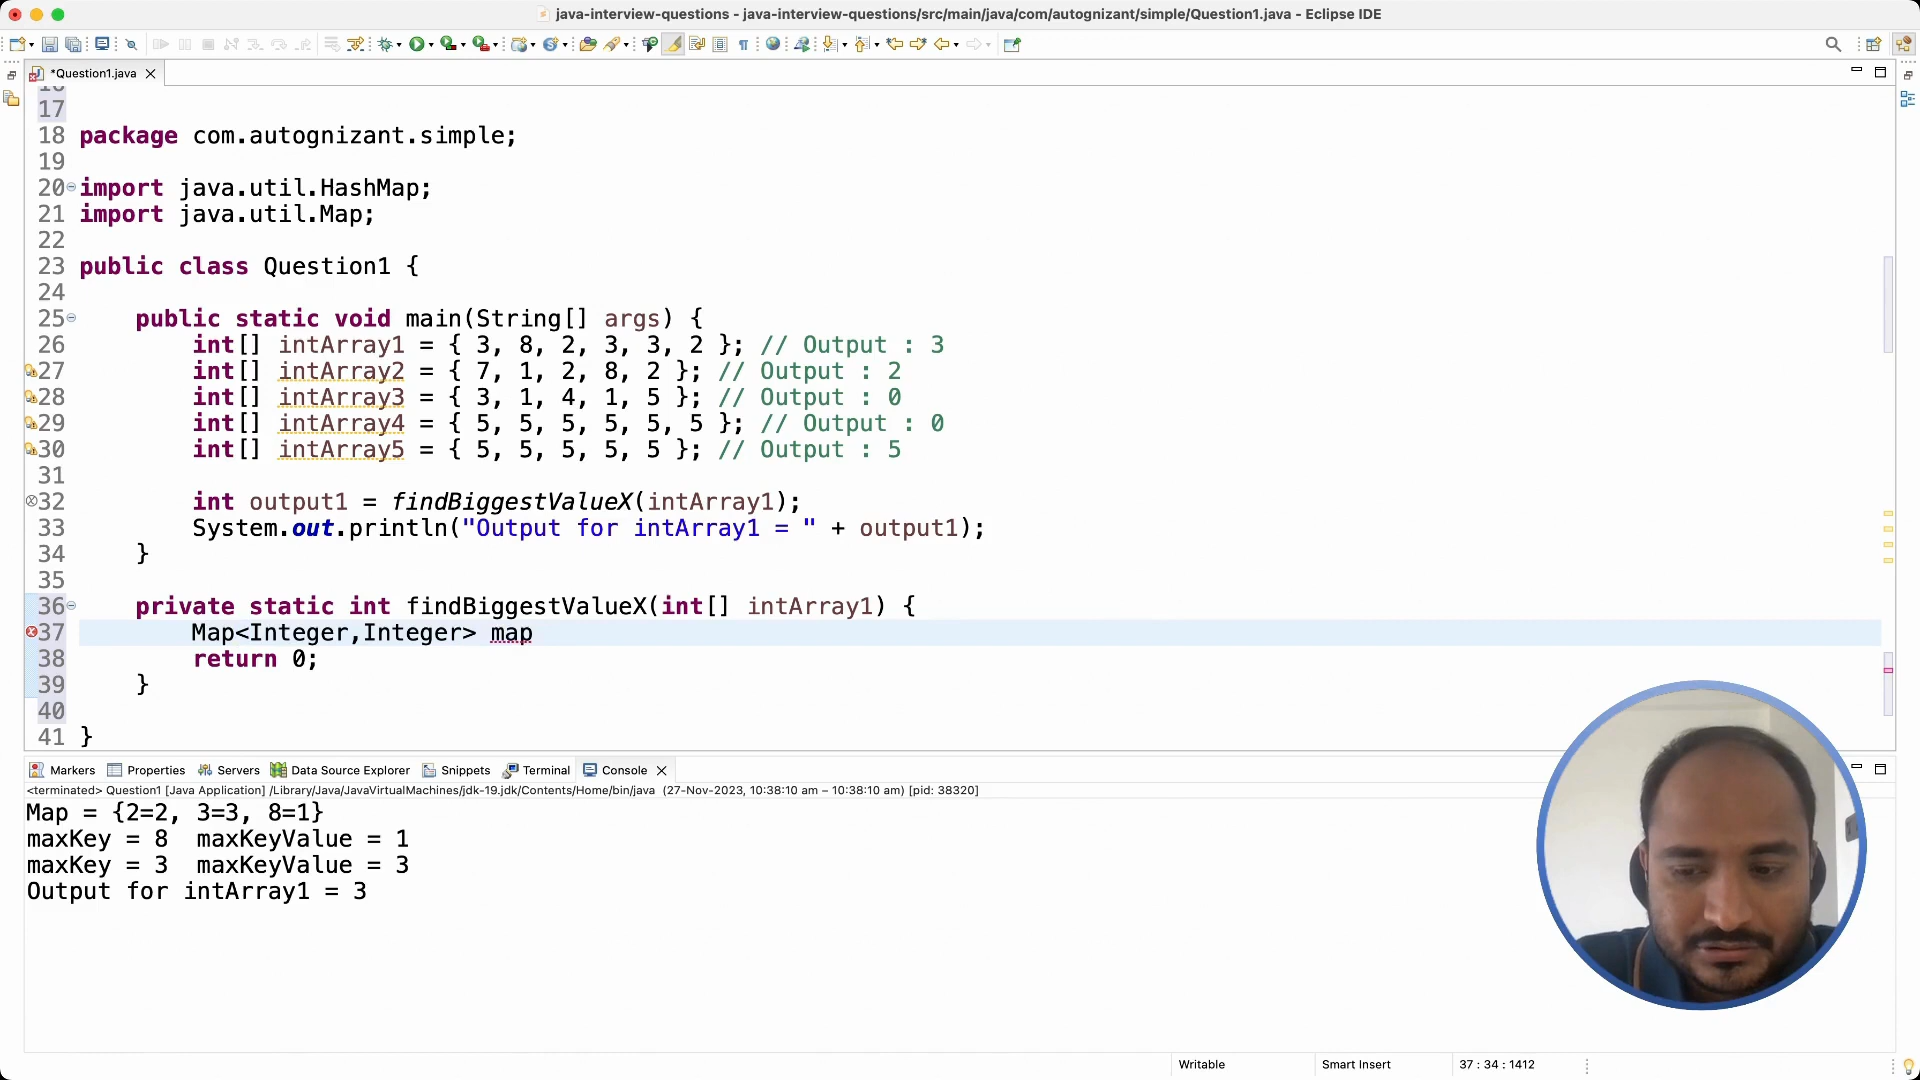 java-interview-questions - java-interview-questions/src/main/java/com/autognizant/simple/Question1.java - Eclipse IDE
*Question1.java
16
17
18 package com.autognizant.simple;
19
20 import java.util.HashMap;
21 import java.util.Map;
22
23 public class Question1 {
24
25 public static void main(String[] args) {
26 int[] intArray1 = { 3, 8, 2, 3, 3, 2 }; // Output : 3
27 int[] intArray2 = { 7, 1, 2, 8, 2 }; // Output : 2
28 int[] intArray3 = { 3, 1, 4, 1, 5 }; // Output : 0
29 int[] intArray4 = { 5, 5, 5, 5, 5, 5 }; // Output : 0
30 int[] intArray5 = { 5, 5, 5, 5, 5 }; // Output : 5
31
32 int output1 = findBiggestValueX(intArray1);
33 System.out.println("Output for intArray1 = " + output1);
34 }
35
36 private static int findBiggestValueX(int[] intArray1) {
37 Map<Integer,Integer> map
38 return 0;
39 }
40
41 }
Markers Properties Servers Data Source Explorer Snippets Terminal Console
<terminated> Question1 [Java Application] /Library/Java/JavaVirtualMachines/jdk-19.jdk/Contents/Home/bin/java (27-Nov-2023, 10:38:10 am – 10:38:10 am) [pid: 38320]
Map = {2=2, 3=3, 8=1}
maxKey = 8 maxKeyValue = 1
maxKey = 3 maxKeyValue = 3
Output for intArray1 = 3
Writable Smart Insert 37 : 34 : 1412